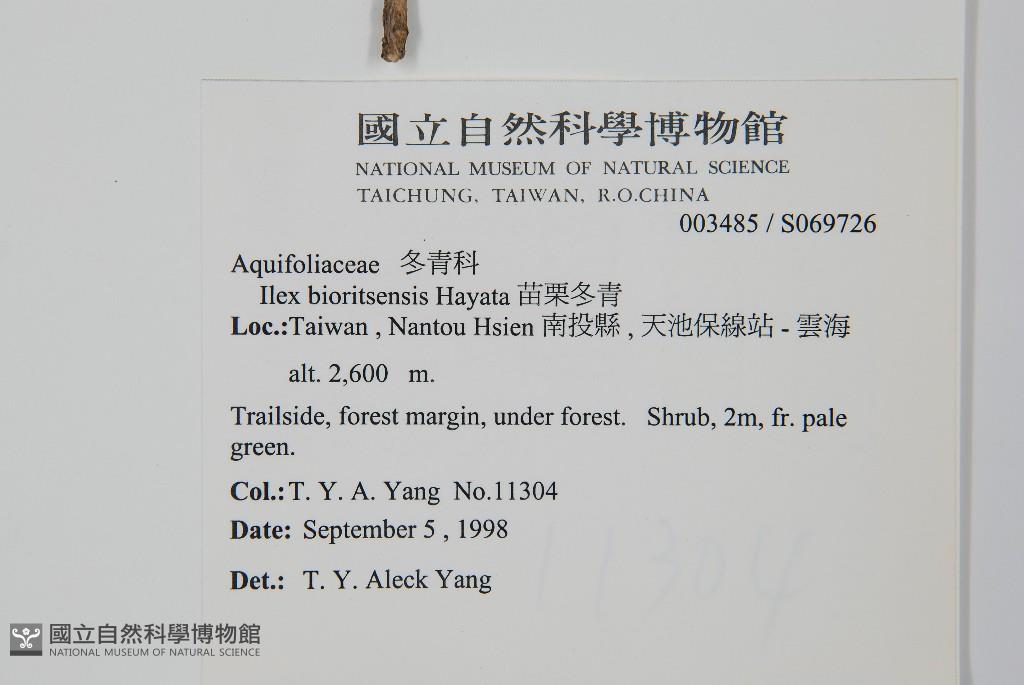 國立自然科學博物館
NATIONAL MUSEUM OF NATURAL SCIENCE
TAICHUNG, TAIWAN, R.O.CHINA
003485 / S069726
Aquifoliaceae 冬青科
Ilex bioritsensis Hayata 苗栗冬青
Loc.:Taiwan , Nantou Hsien 南投縣 , 天池保線站 - 雲海
alt. 2,600 m.
Trailside, forest margin, under forest. Shrub, 2m, fr. pale
green.
Col.: T. Y. A. Yang No.11304
Date: September 5 , 1998
Det.: T. Y. Aleck Yang
11304
國立自然科學博物館
NATIONAL MUSEUM OF NATURAL SCIENCE